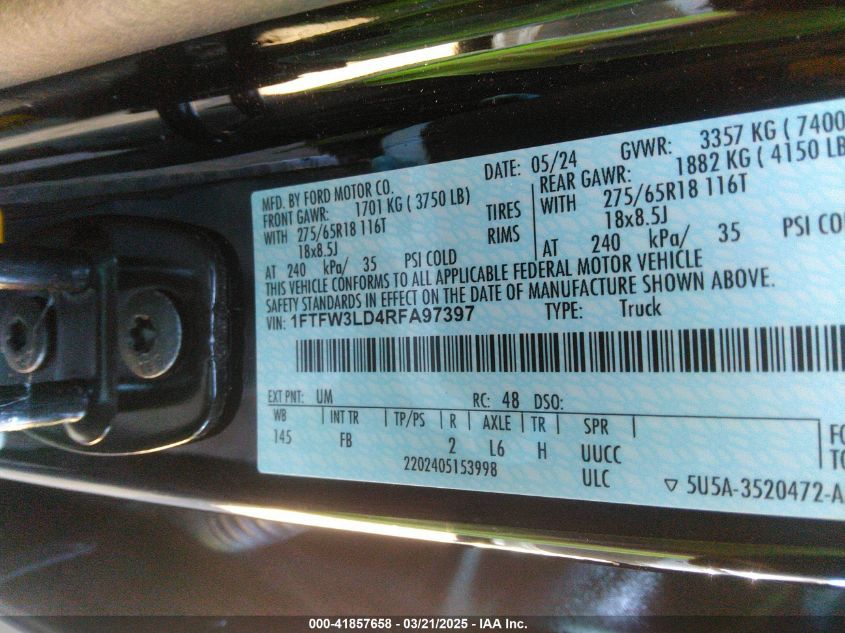 MFD. BY FORD MOTOR CO. DATE: 05/24 GVWR: 3357 KG ( 7400
FRONT GAWR: 1701 KG ( 3750 LB) REAR GAWR: 1882 KG ( 4150 LB
WITH 275/65R18 116T TIRES WITH 275/65R18 116T
18x8.5J RIMS 18x8.5J
AT 240 kPa/ 35 PSI COLD AT 240 kPa/ 35 PSI COL
THIS VEHICLE CONFORMS TO ALL APPLICABLE FEDERAL MOTOR VEHICLE
SAFETY STANDARDS IN EFFECT ON THE DATE OF MANUFACTURE SHOWN ABOVE.
VIN: 1FTFW3LD4RFA97397 TYPE: Truck
EXT PNT: UM RC: 48 DSO:
WB INT TR TP/PS R AXLE TR SPR
145 FB 2 L6 H UUCC
2202405153998 ULC
FO
TO
▽ 5U5A-3520472-A
000-41857658 — 03/21/2025 — IAA Inc.